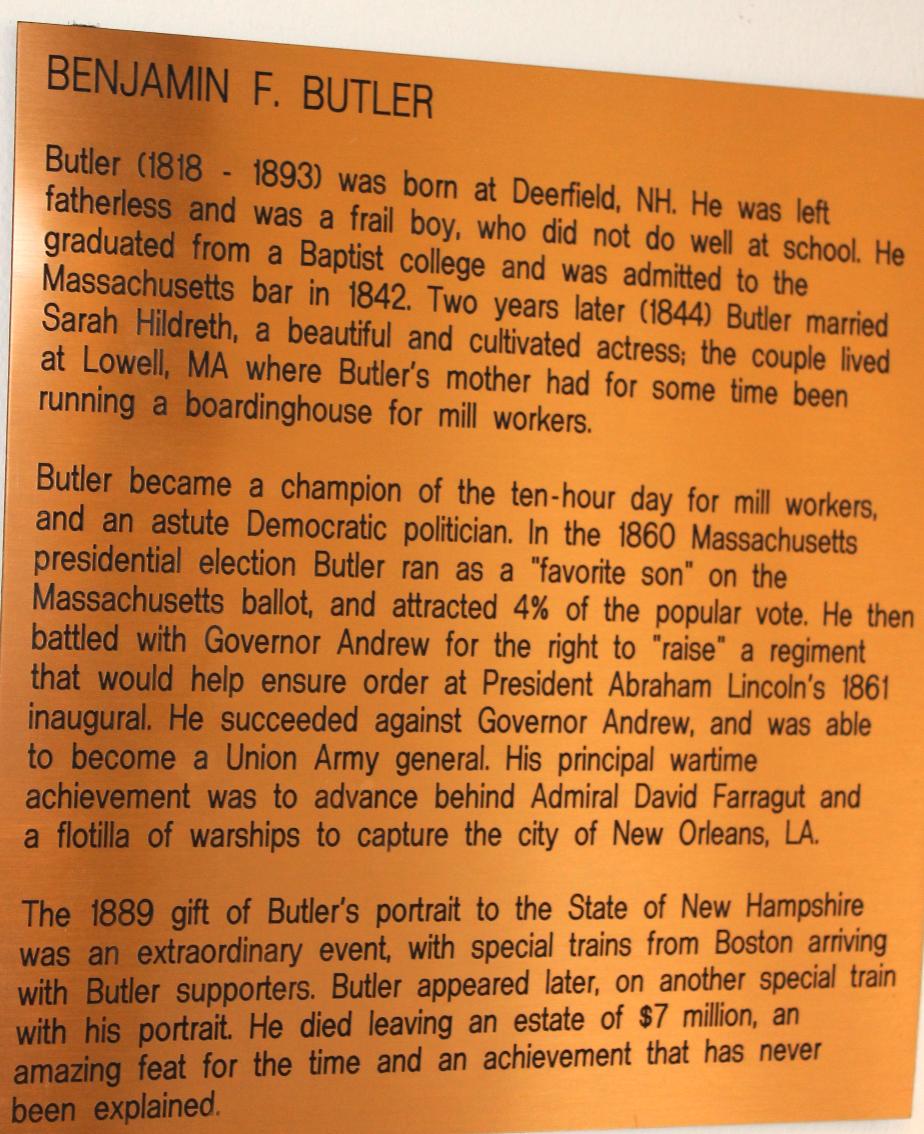 BENJAMIN F. BUTLER
Butler (1818 - 1893) was born at Deerfield, NH. He was left
fatherless and was a frail boy, who did not do well at school. He
graduated from a Baptist college and was admitted to the
Massachusetts bar in 1842. Two years later (1844) Butler married
Sarah Hildreth, a beautiful and cultivated actress; the couple lived
at Lowell, MA where Butler's mother had for some time been
running a boardinghouse for mill workers.
Butler became a champion of the ten-hour day for mill workers,
and an astute Democratic politician. In the 1860 Massachusetts
presidential election Butler ran as a "favorite son" on the
Massachusetts ballot, and attracted 4% of the popular vote. He then
battled with Governor Andrew for the right to "raise" a regiment
that would help ensure order at President Abraham Lincoln's 1861
inaugural. He succeeded against Governor Andrew, and was able
to become a Union Army general. His principal wartime
achievement was to advance behind Admiral David Farragut and
a flotilla of warships to capture the city of New Orleans, LA.
The 1889 gift of Butler's portrait to the State of New Hampshire
was an extraordinary event, with special trains from Boston arriving
with Butler supporters. Butler appeared later, on another special train
with his portrait. He died leaving an estate of $7 million, an
amazing feat for the time and an achievement that has never
been explained.